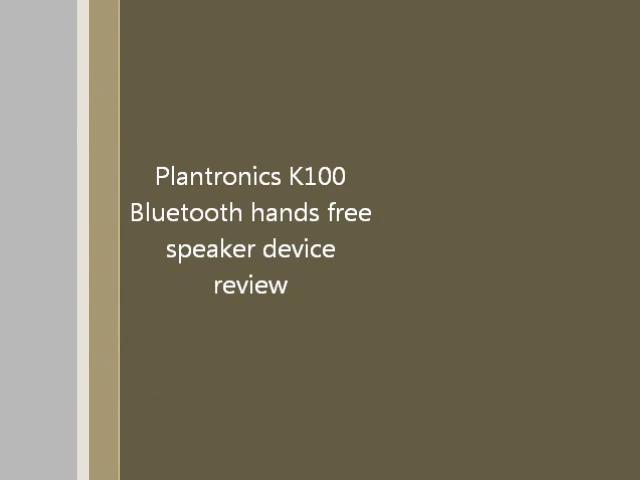 Plantronics K100
Bluetooth hands free
speaker device
review